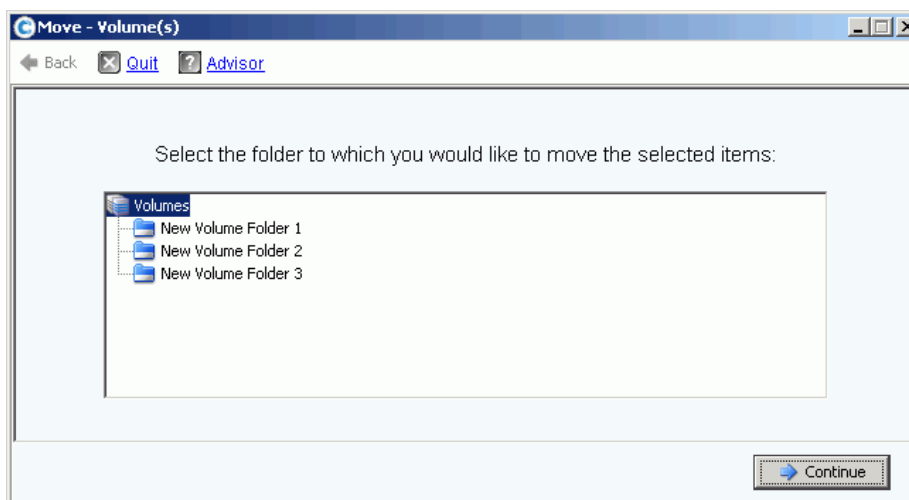 Move - Volume(s)
Back Quit ? Advisor
Select the folder to which you would like to move the selected items:
Volumes
New Volume Folder 1
New Volume Folder 2
New Volume Folder 3
Continue